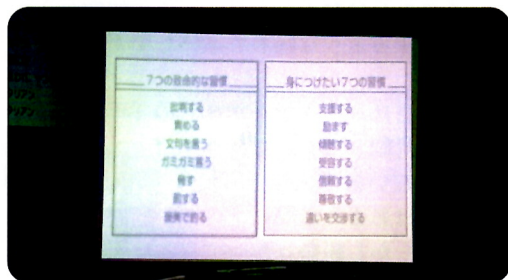 7つの致命的な習慣
批判する
責める
文句を言う
ガミガミ言う
脅す
罰する
褒美で釣る
身につけたい7つの習慣
支援する
励ます
傾聴する
受容する
信頼する
尊敬する
違いを交渉する